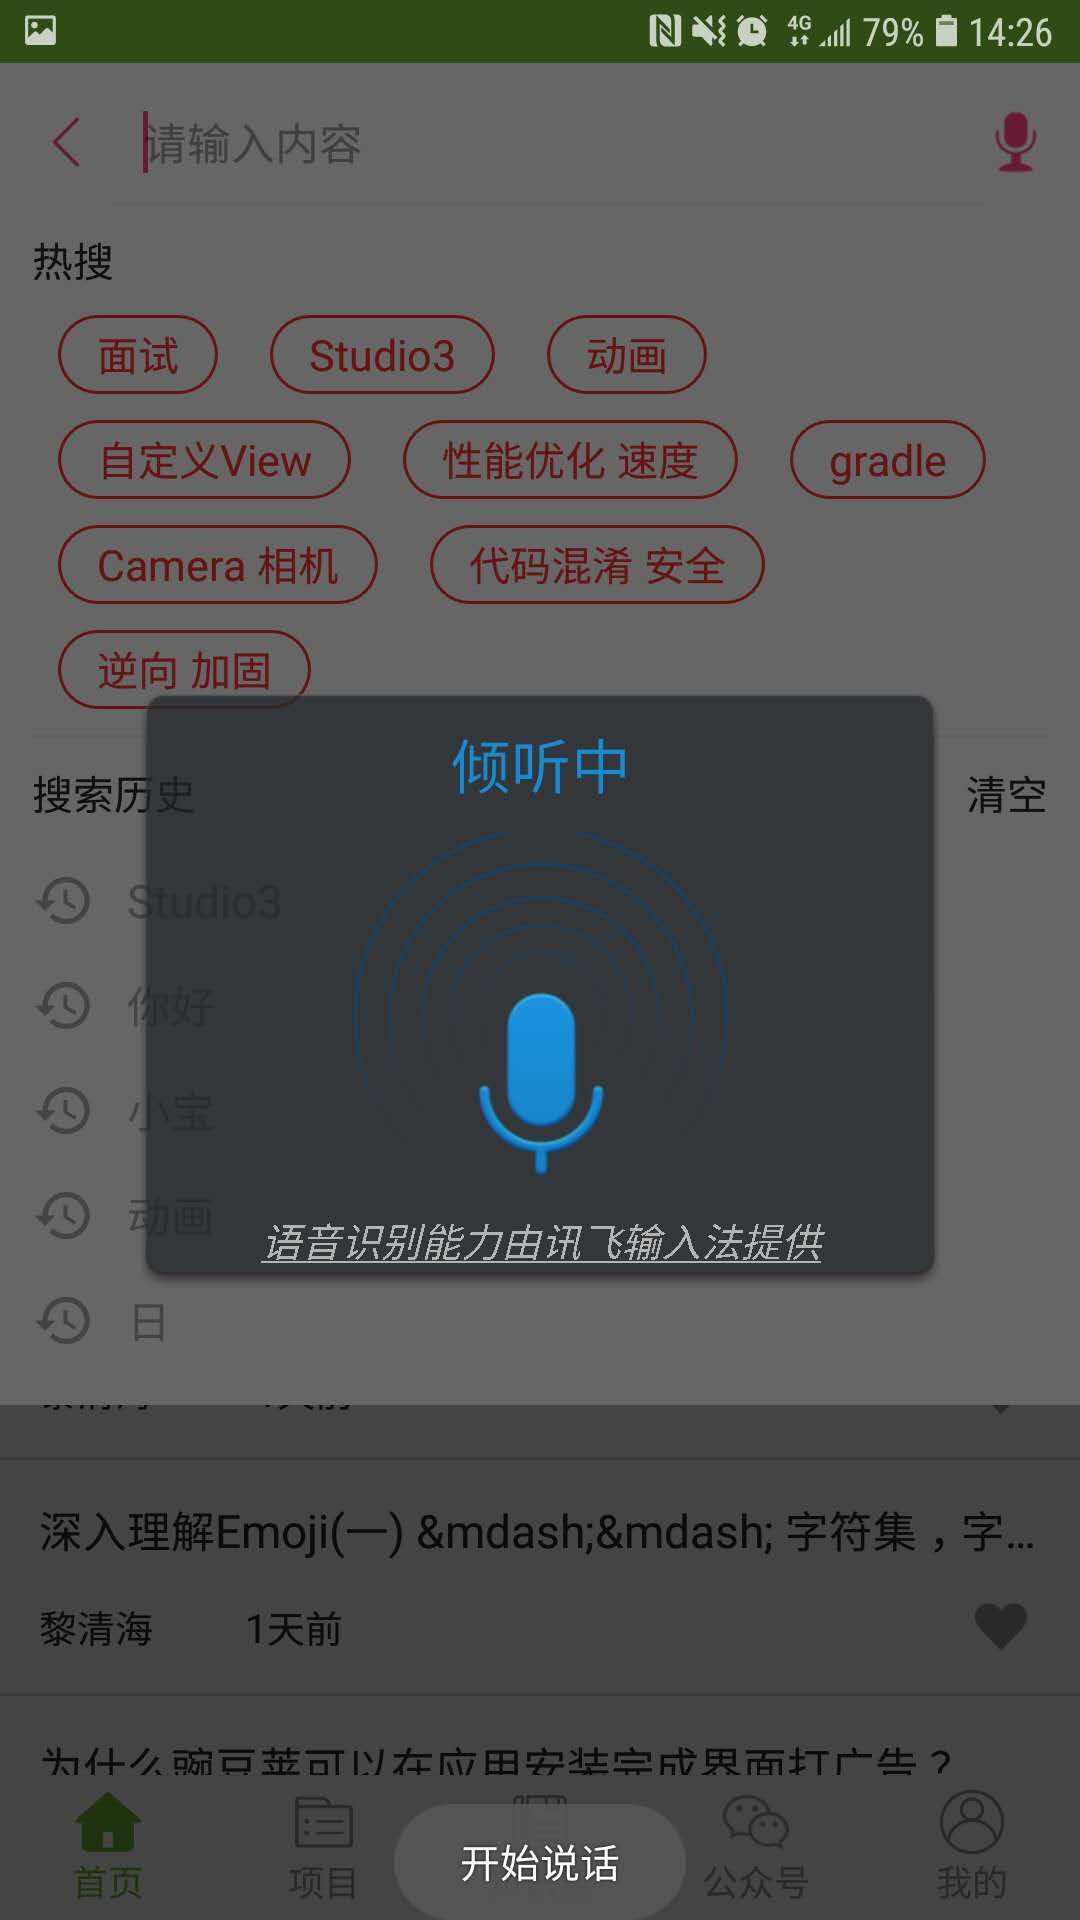 4G 79% 14:26
请输入内容
热搜
面试 Studio3 动画
自定义View 性能优化 速度 gradle
Camera 相机 代码混淆 安全
逆向 加固
倾听中
搜索历史 清空
Studio3
你好
小宝
动画
语音识别能力由讯飞输入法提供
日
深入理解Emoji(一) &mdash;&mdash; 字符集，字...
黎清海 1天前
为什么豌豆荚可以在应用安装完成界面打广告？
首页 项目 公众号 我的
开始说话